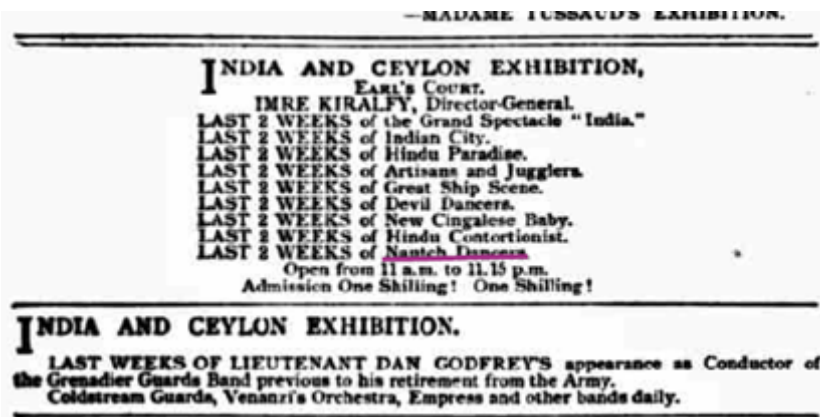 —MADAME TUSSAUD'S EXHIBITION.
INDIA AND CEYLON EXHIBITION,
EARL'S COURT.
IMRE KIRALFY, Director-General.
LAST 2 WEEKS of the Grand Spectacle "India."
LAST 2 WEEKS of Indian City.
LAST 2 WEEKS of Hindu Paradise.
LAST 2 WEEKS of Artisans and Jugglers.
LAST 2 WEEKS of Great Ship Scene.
LAST 2 WEEKS of Devil Dancers.
LAST 2 WEEKS of New Cingalese Baby.
LAST 2 WEEKS of Hindu Contortionist.
LAST 2 WEEKS of Nautch Dancers.
Open from 11 a.m. to 11.15 p.m.
Admission One Shilling! One Shilling!
INDIA AND CEYLON EXHIBITION.
LAST WEEKS OF LIEUTENANT DAN GODFREY'S appearance as Conductor of
the Grenadier Guards Band previous to his retirement from the Army.
Coldstream Guards, Venanzi's Orchestra, Empress and other bands daily.